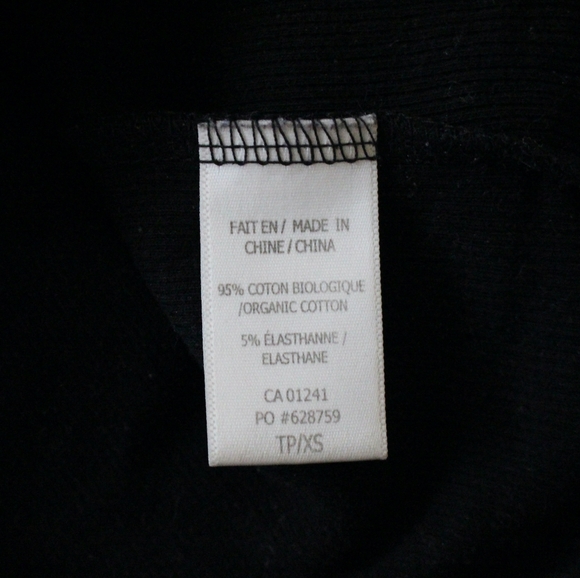 FAIT EN / MADE IN
CHINE / CHINA
95% COTON BIOLOGIQUE
/ORGANIC COTTON
5% ÉLASTHANNE /
ELASTHANE
CA 01241
PO #628759
TP/XS